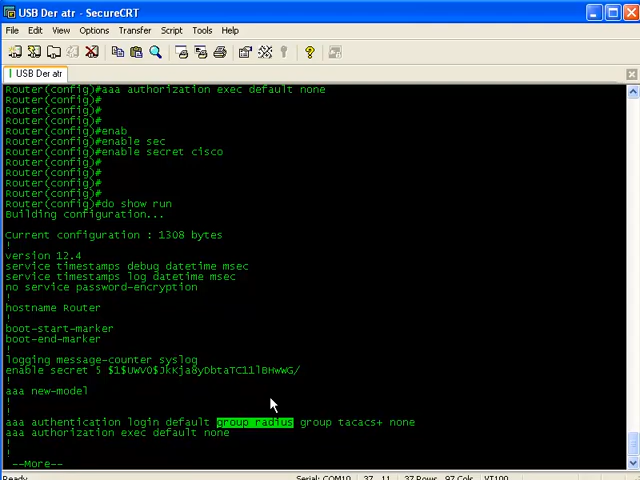 USB Der atr - SecureCRT
File Edit View Options Transfer Script Tools Help
USB Der atr
Router(config)#aaa authorization exec default none
Router(config)#
Router(config)#
Router(config)#
Router(config)#enab
Router(config)#enable sec
Router(config)#enable secret cisco
Router(config)#
Router(config)#
Router(config)#
Router(config)#
Router(config)#do show run
Building configuration...
Current configuration : 1308 bytes
!
version 12.4
service timestamps debug datetime msec
service timestamps log datetime msec
no service password-encryption
!
hostname Router
!
boot-start-marker
boot-end-marker
!
logging message-counter syslog
enable secret 5 $1$UWV0$JkKja8yDbtaTC11lBHwWG/
!
aaa new-model
!
!
aaa authentication login default group radius group tacacs+ none
aaa authorization exec default none
!
!
--More--
Ready Serial: COM10 37, 11 37 Rows, 97 Cols VT100